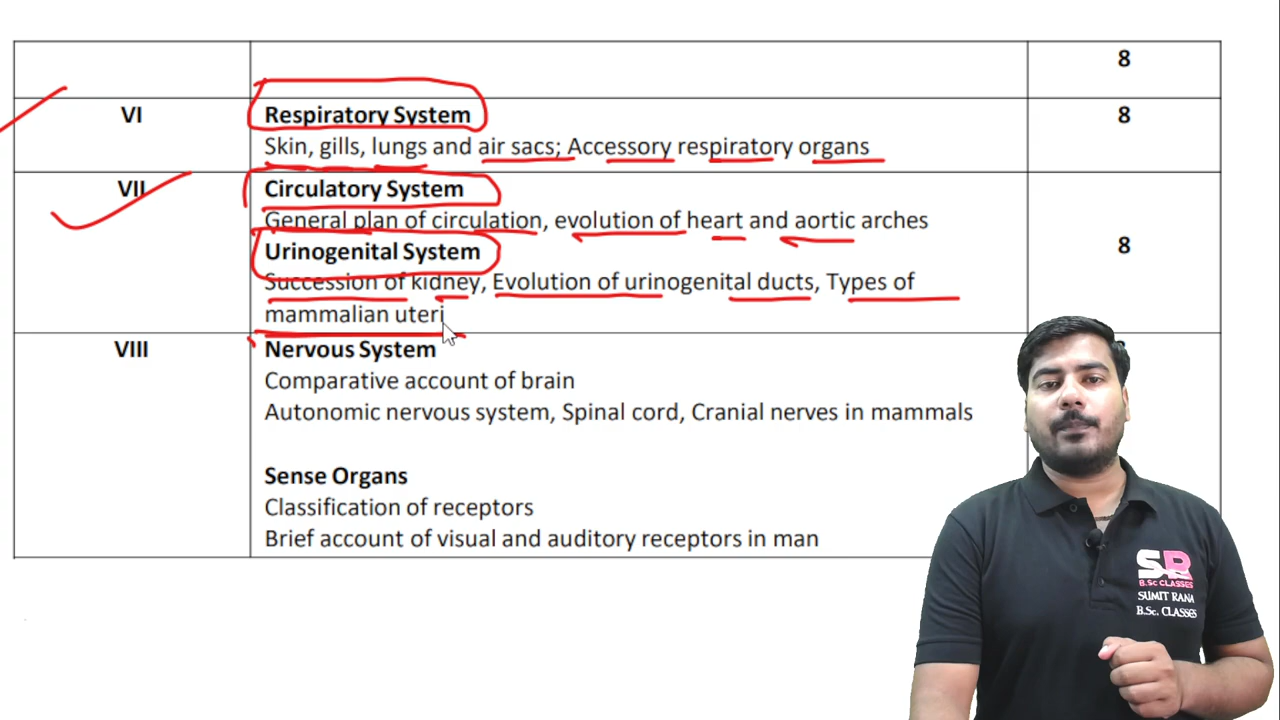 8
VI
Respiratory System
8
Skin, gills, lungs and air sacs; Accessory respiratory organs
VII
Circulatory System
General plan of circulation, evolution of heart and aortic arches
Urinogenital System
8
Succession of kidney, Evolution of urinogenital ducts, Types of
mammalian uteri
VIII
Nervous System
Comparative account of brain
Autonomic nervous system, Spinal cord, Cranial nerves in mammals
Sense Organs
Classification of receptors
Brief account of visual and auditory receptors in man
SR
B.SC CLASSES
SUMIT RANA
B.Sc. CLASSES